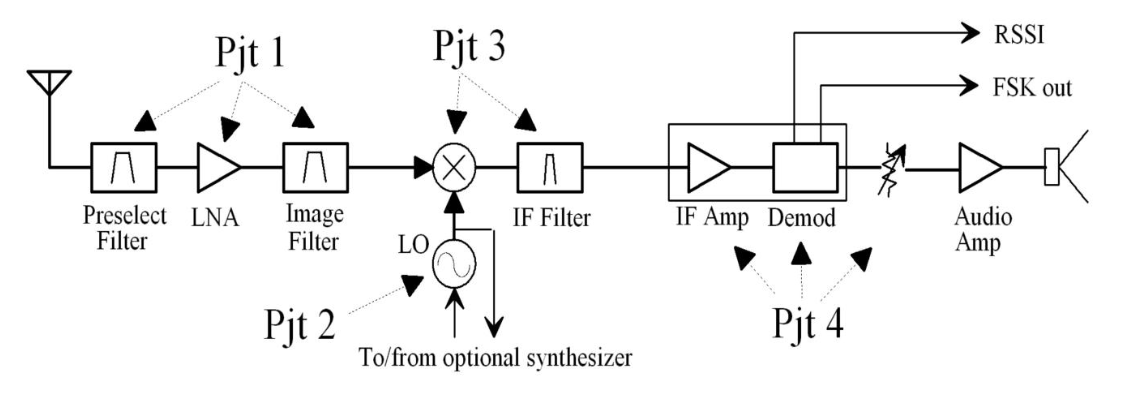 RSSI
Pjt 1
Pjt 3
FSK out
Preselect
Filter
LNA
Image
Filter
LO
IF Filter
IF Amp
Demod
Audio
Amp
Pjt 2
Pjt 4
To/from optional synthesizer